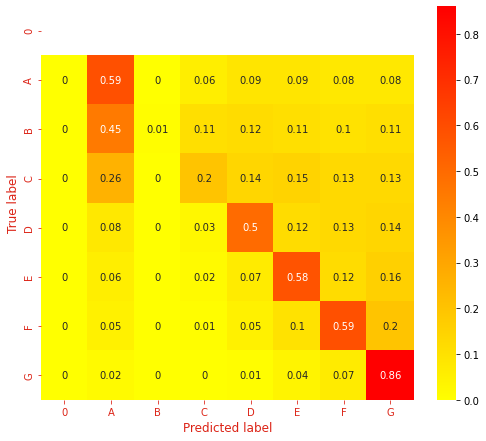 True label
0
A 0 0.59 0 0.06 0.09 0.09 0.08 0.08
B 0 0.45 0.01 0.11 0.12 0.11 0.1 0.11
C 0 0.26 0 0.2 0.14 0.15 0.13 0.13
D 0 0.08 0 0.03 0.5 0.12 0.13 0.14
E 0 0.06 0 0.02 0.07 0.58 0.12 0.16
F 0 0.05 0 0.01 0.05 0.1 0.59 0.2
G 0 0.02 0 0 0.01 0.04 0.07 0.86
0 A B C D E F G
Predicted label
0.8
0.7
0.6
0.5
0.4
0.3
0.2
0.1
0.0